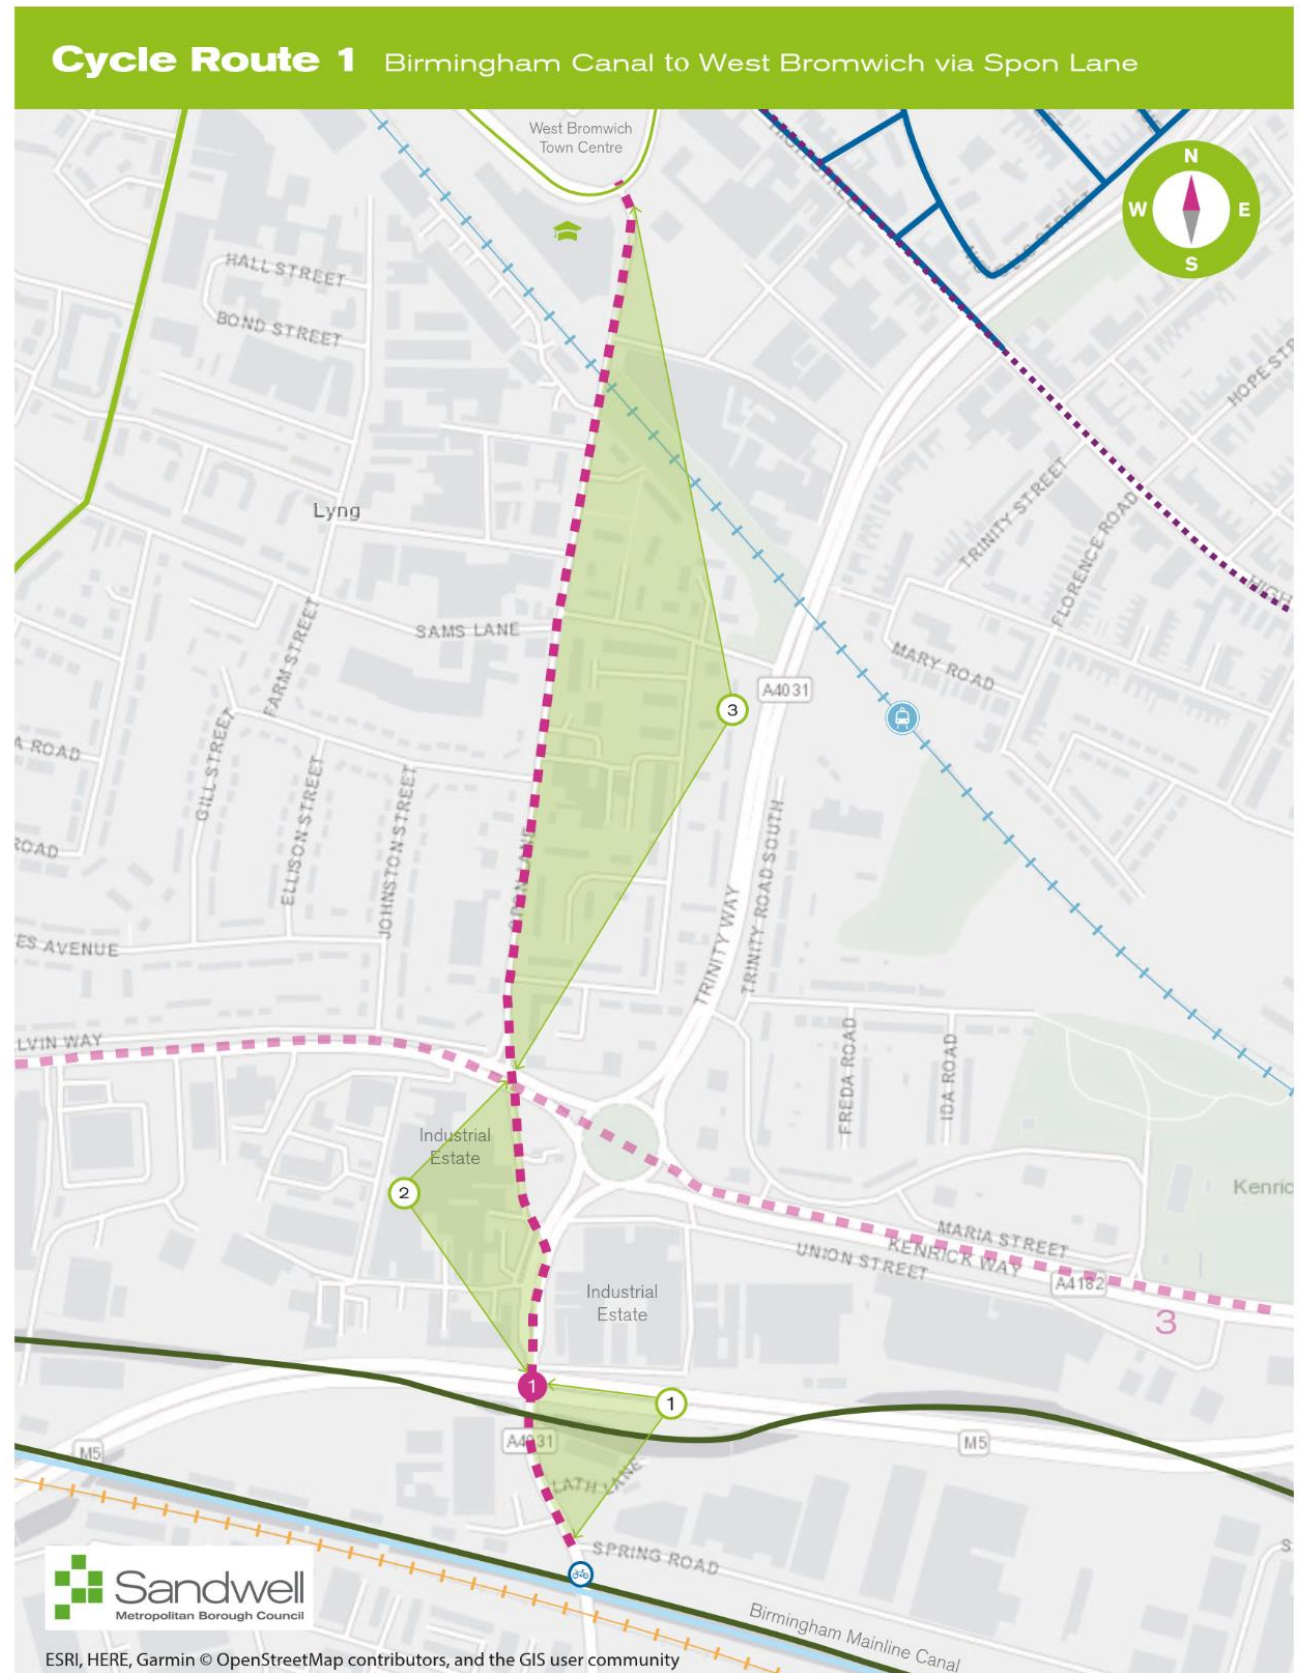 Cycle Route 1 Birmingham Canal to West Bromwich via Spon Lane
West Bromwich
Town Centre
N
W
E
S
HIGH STREET
HALL STREET
BOND STREET
HOPE STR
Lyng
TRINITY STREET
FLORENCE ROAD
HIGH
SAMS LANE
FARM STREET
MARY ROAD
A4031
3
A ROAD
GILL STREET
ELLISON STREET
JOHNSTON STREET
ROAD
TRINITY WAY
TRINITY ROAD SOUTH
ES AVENUE
LVIN WAY
FREDA ROAD
IDA ROAD
Industrial
Estate
2
Kenric
MARIA STREET
KENRICK WAY
UNION STREET
A4182
3
Industrial
Estate
1
1
A4031
M5
M5
LATH LANE
SPRING ROAD
S
Birmingham Mainline Canal
Sandwell
Metropolitan Borough Council
ESRI, HERE, Garmin © OpenStreetMap contributors, and the GIS user community